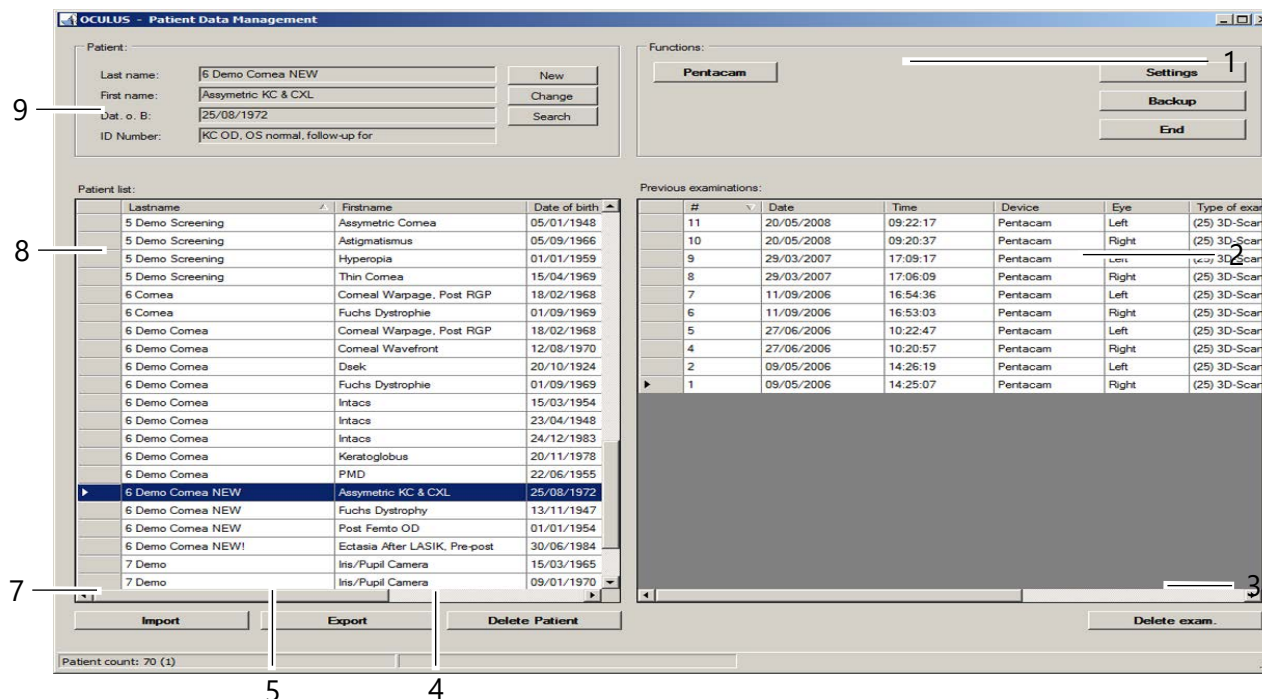 OCULUS - Patient Data Management
Patient:
Last name: 6 Demo Cornea NEW New
First name: Assymetric KC & CXL Change
Dat. o. B: 25/08/1972 Search
ID Number: KC OD, OS normal, follow-up for
Functions:
Pentacam Settings
Backup
End
1
9
Patient list:
Lastname Firstname Date of birth
5 Demo Screening Assymetric Cornea 05/01/1948
5 Demo Screening Astigmatismus 05/09/1966
5 Demo Screening Hyperopia 01/01/1959
5 Demo Screening Thin Cornea 15/04/1969
6 Cornea Corneal Warpage, Post RGP 18/02/1968
6 Cornea Fuchs Dystrophie 01/09/1969
6 Demo Cornea Corneal Warpage, Post RGP 18/02/1968
6 Demo Cornea Corneal Wavefront 12/08/1970
6 Demo Cornea Dsek 20/10/1924
6 Demo Cornea Fuchs Dystrophie 01/09/1969
6 Demo Cornea Intacs 15/03/1954
6 Demo Cornea Intacs 23/04/1948
6 Demo Cornea Intacs 24/12/1983
6 Demo Cornea Keratoglobus 20/11/1978
6 Demo Cornea PMD 22/06/1955
6 Demo Cornea NEW Assymetric KC & CXL 25/08/1972
6 Demo Cornea NEW Fuchs Dystrophy 13/11/1947
6 Demo Cornea NEW Post Femto OD 01/01/1954
6 Demo Cornea NEW! Ectasia After LASIK, Pre-post 30/06/1984
7 Demo Iris/Pupil Camera 15/03/1965
7 Demo Iris/Pupil Camera 09/01/1970
8
7
Previous examinations:
# Date Time Device Eye Type of exar
11 20/05/2008 09:22:17 Pentacam Left (25) 3D-Scar
10 20/05/2008 09:20:37 Pentacam Right (25) 3D-Scar
9 29/03/2007 17:09:17 Pentacam Left (25) 3D-Scar
8 29/03/2007 17:06:09 Pentacam Right (25) 3D-Scar
7 11/09/2006 16:54:36 Pentacam Left (25) 3D-Scar
6 11/09/2006 16:53:03 Pentacam Right (25) 3D-Scar
5 27/06/2006 10:22:47 Pentacam Left (25) 3D-Scar
4 27/06/2006 10:20:57 Pentacam Right (25) 3D-Scar
2 09/05/2006 14:26:19 Pentacam Left (25) 3D-Scar
1 09/05/2006 14:25:07 Pentacam Right (25) 3D-Scar
2
3
Import Export Delete Patient Delete exam.
Patient count: 70 (1)
5 4